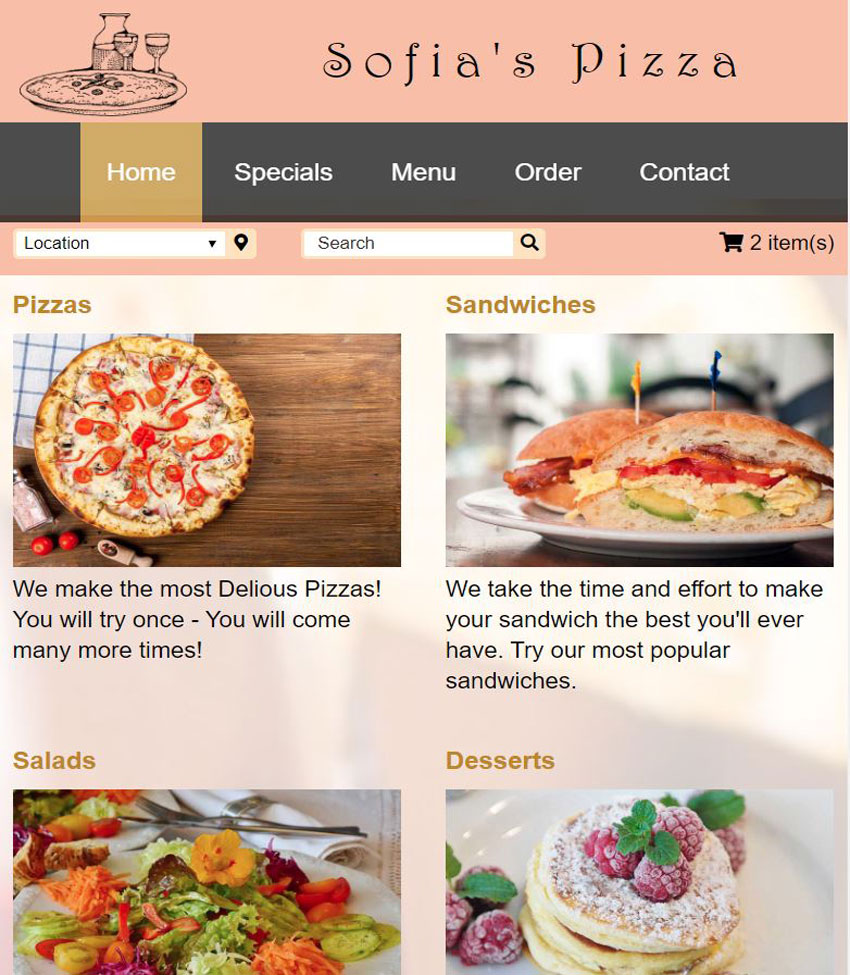 Sofia's Pizza
Home Specials Menu Order Contact
Location Search 2 item(s)
Pizzas
We make the most Delious Pizzas!
You will try once - You will come
many more times!
Sandwiches
We take the time and effort to make
your sandwich the best you'll ever
have. Try our most popular
sandwiches.
Salads
Desserts